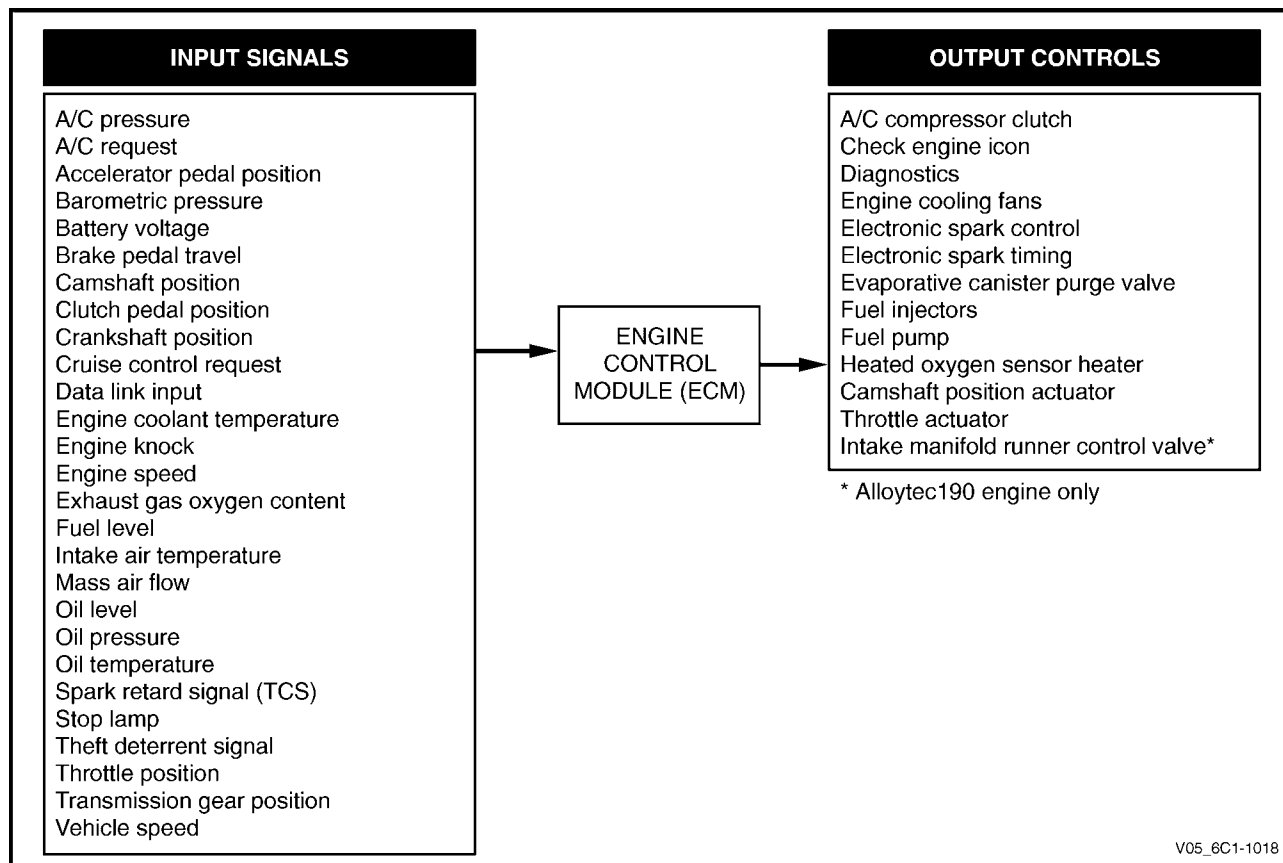 INPUT SIGNALS
A/C pressure
A/C request
Accelerator pedal position
Barometric pressure
Battery voltage
Brake pedal travel
Camshaft position
Clutch pedal position
Crankshaft position
Cruise control request
Data link input
Engine coolant temperature
Engine knock
Engine speed
Exhaust gas oxygen content
Fuel level
Intake air temperature
Mass air flow
Oil level
Oil pressure
Oil temperature
Spark retard signal (TCS)
Stop lamp
Theft deterrent signal
Throttle position
Transmission gear position
Vehicle speed
ENGINE
CONTROL
MODULE (ECM)
OUTPUT CONTROLS
A/C compressor clutch
Check engine icon
Diagnostics
Engine cooling fans
Electronic spark control
Electronic spark timing
Evaporative canister purge valve
Fuel injectors
Fuel pump
Heated oxygen sensor heater
Camshaft position actuator
Throttle actuator
Intake manifold runner control valve*
* Alloytec190 engine only
V05_6C1-1018